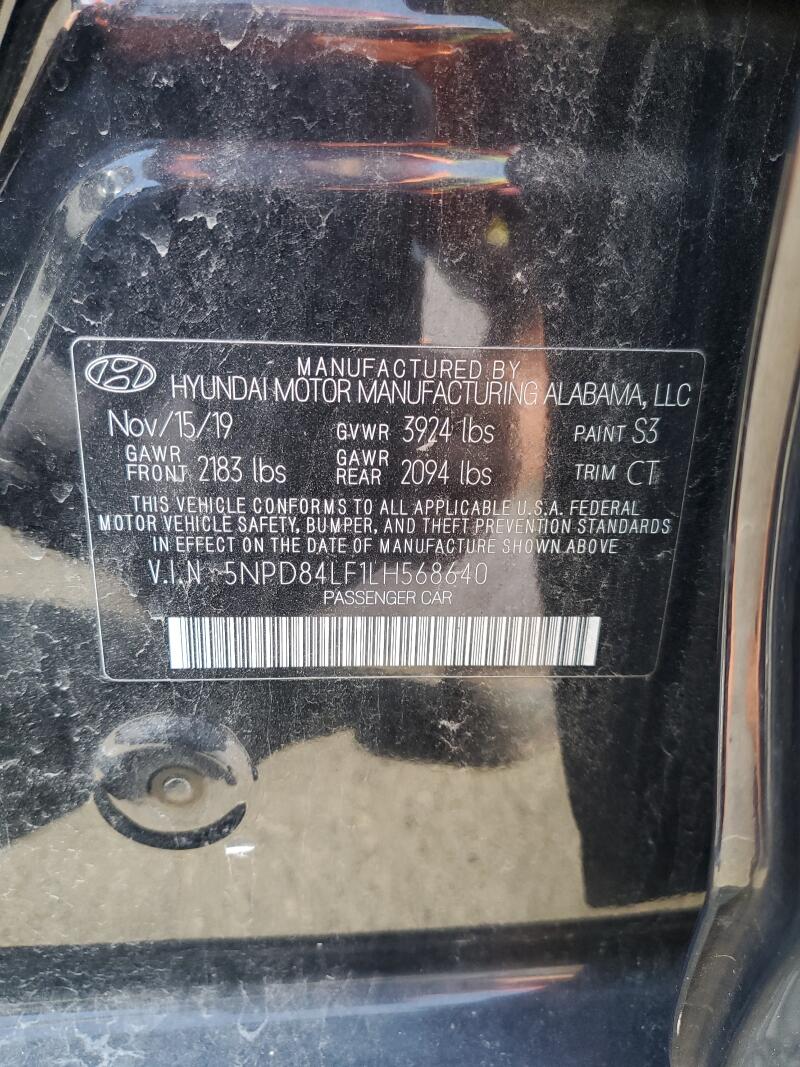 MANUFACTURED BY
HYUNDAI MOTOR MANUFACTURING ALABAMA, LLC
Nov/15/19 GVWR 3924 lbs PAINT S3
GAWR FRONT 2183 lbs GAWR REAR 2094 lbs TRIM CT
THIS VEHICLE CONFORMS TO ALL APPLICABLE U.S.A. FEDERAL
MOTOR VEHICLE SAFETY, BUMPER, AND THEFT PREVENTION STANDARDS
IN EFFECT ON THE DATE OF MANUFACTURE SHOWN ABOVE
V.I.N 5NPD84LF1LH568640
PASSENGER CAR